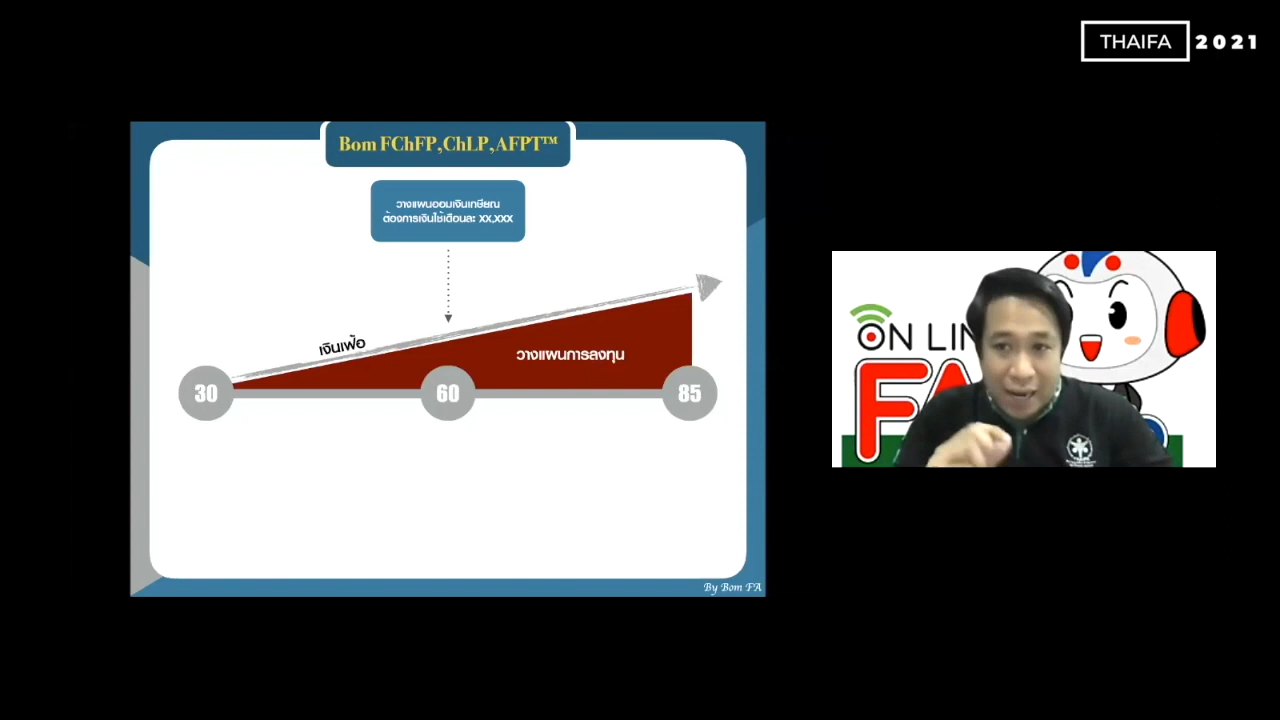 THAIFA 2021
Bom FChFP,ChLP,AFPT™
วางแผนออมเงินเกษียณ
ต้องการเงินใช้เดือนละ XX,XXX
เงินเฟ้อ
วางแผนการลงทุน
30
60
85
By Bom FA
ON LIN
FA